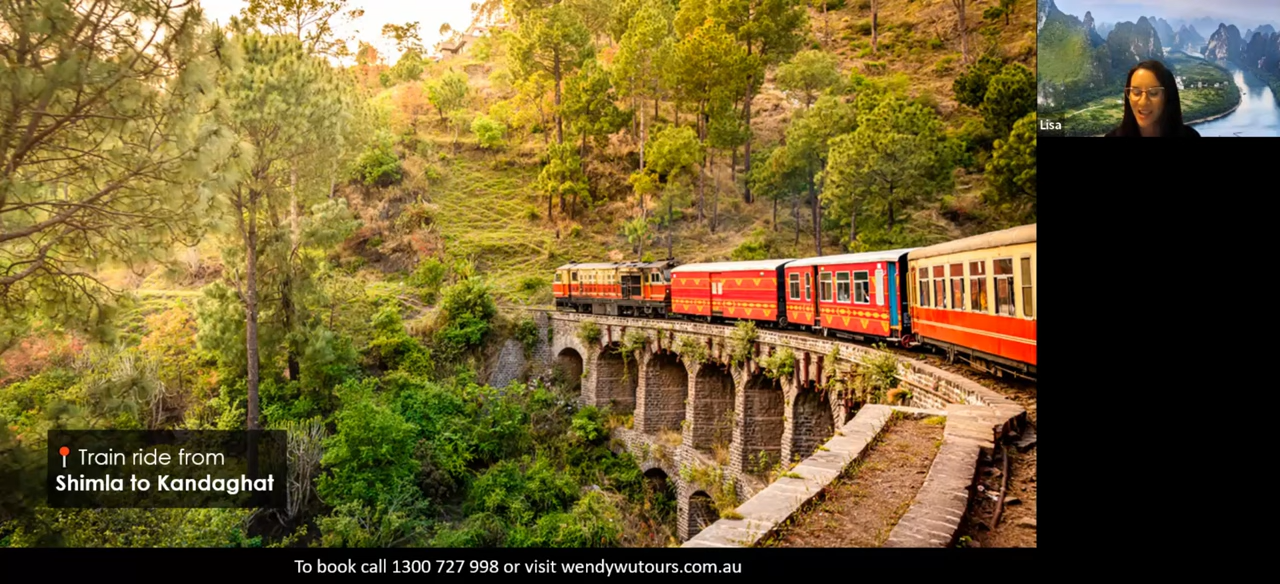 Lisa
Train ride from
Shimla to Kandaghat
To book call 1300 727 998 or visit wendywutours.com.au